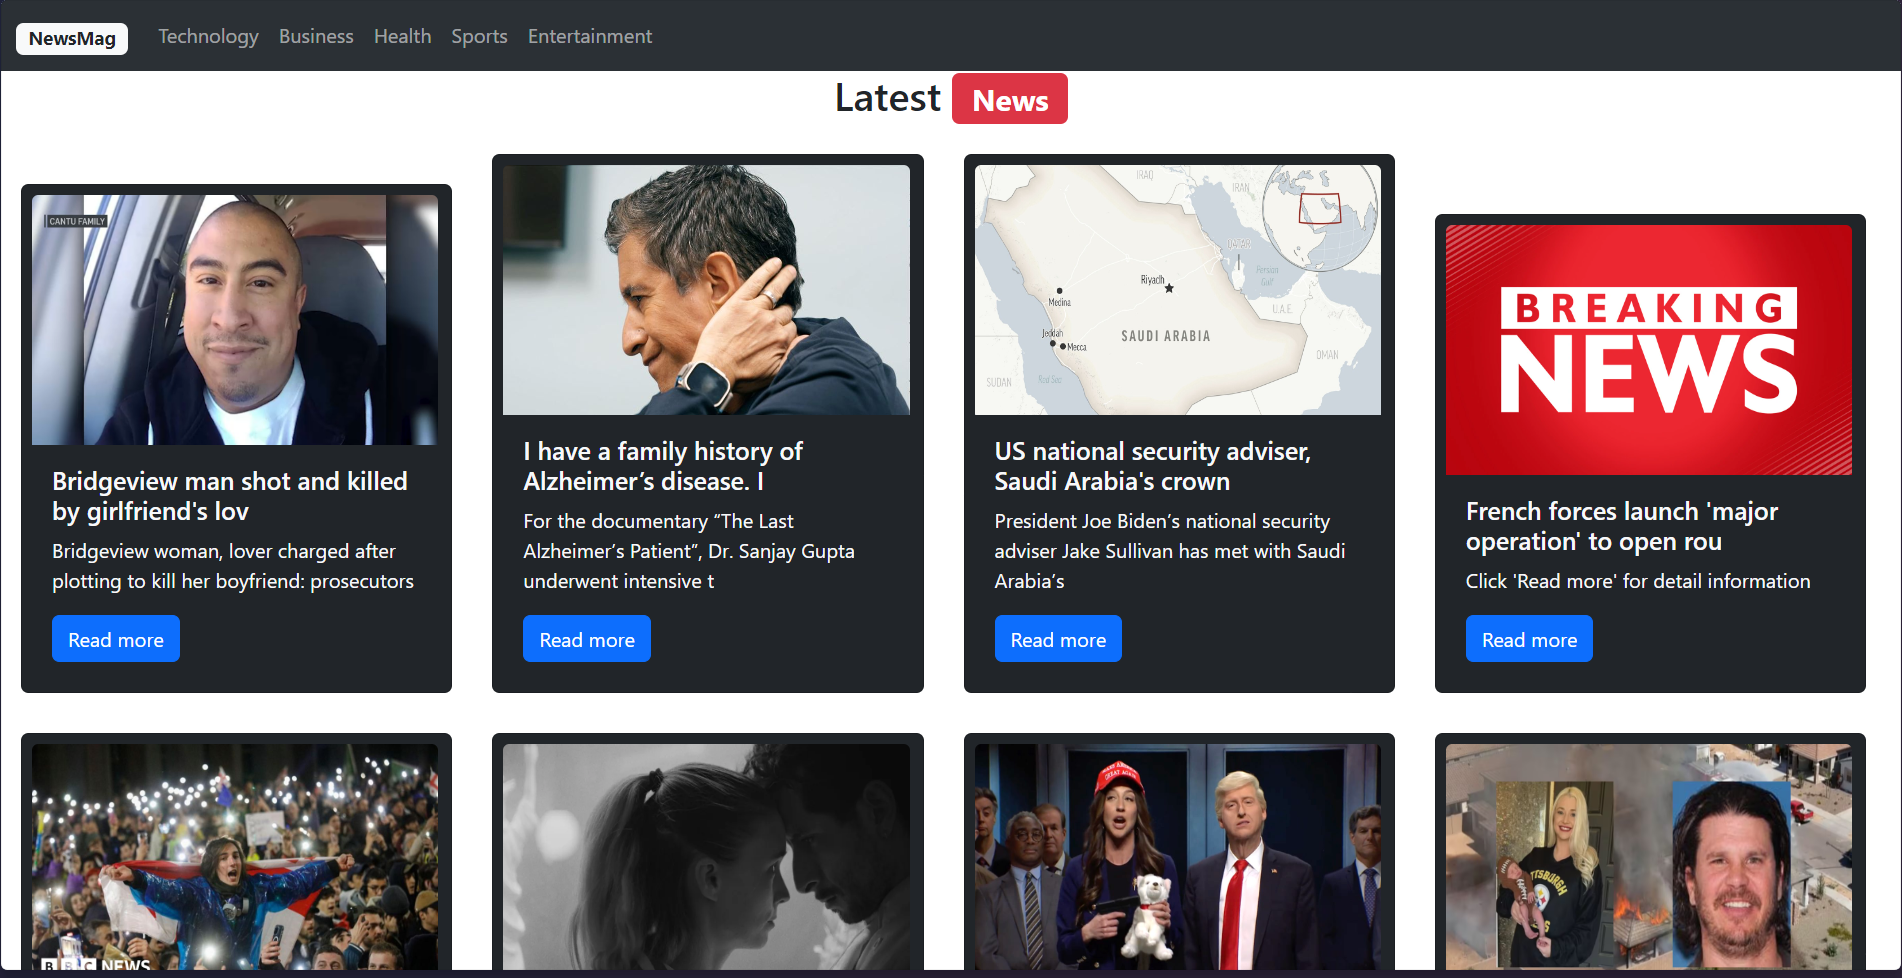 NewsMag Technology Business Health Sports Entertainment
Latest News
CANTU FAMILY
Bridgeview man shot and killed
by girlfriend's lov
Bridgeview woman, lover charged after
plotting to kill her boyfriend: prosecutors
Read more
I have a family history of
Alzheimer’s disease. I
For the documentary “The Last
Alzheimer’s Patient”, Dr. Sanjay Gupta
underwent intensive t
Read more
IRAQ
IRAN
QATAR
Riyadh
Persian
Gulf
Medina
U.A.E.
Jeddah
SAUDI ARABIA
Mecca
OMAN
SUDAN
Red Sea
US national security adviser,
Saudi Arabia's crown
President Joe Biden’s national security
adviser Jake Sullivan has met with Saudi
Arabia’s
Read more
BREAKING
NEWS
French forces launch 'major
operation' to open rou
Click 'Read more' for detail information
Read more
BBC NEWS
GREAT AGAIN